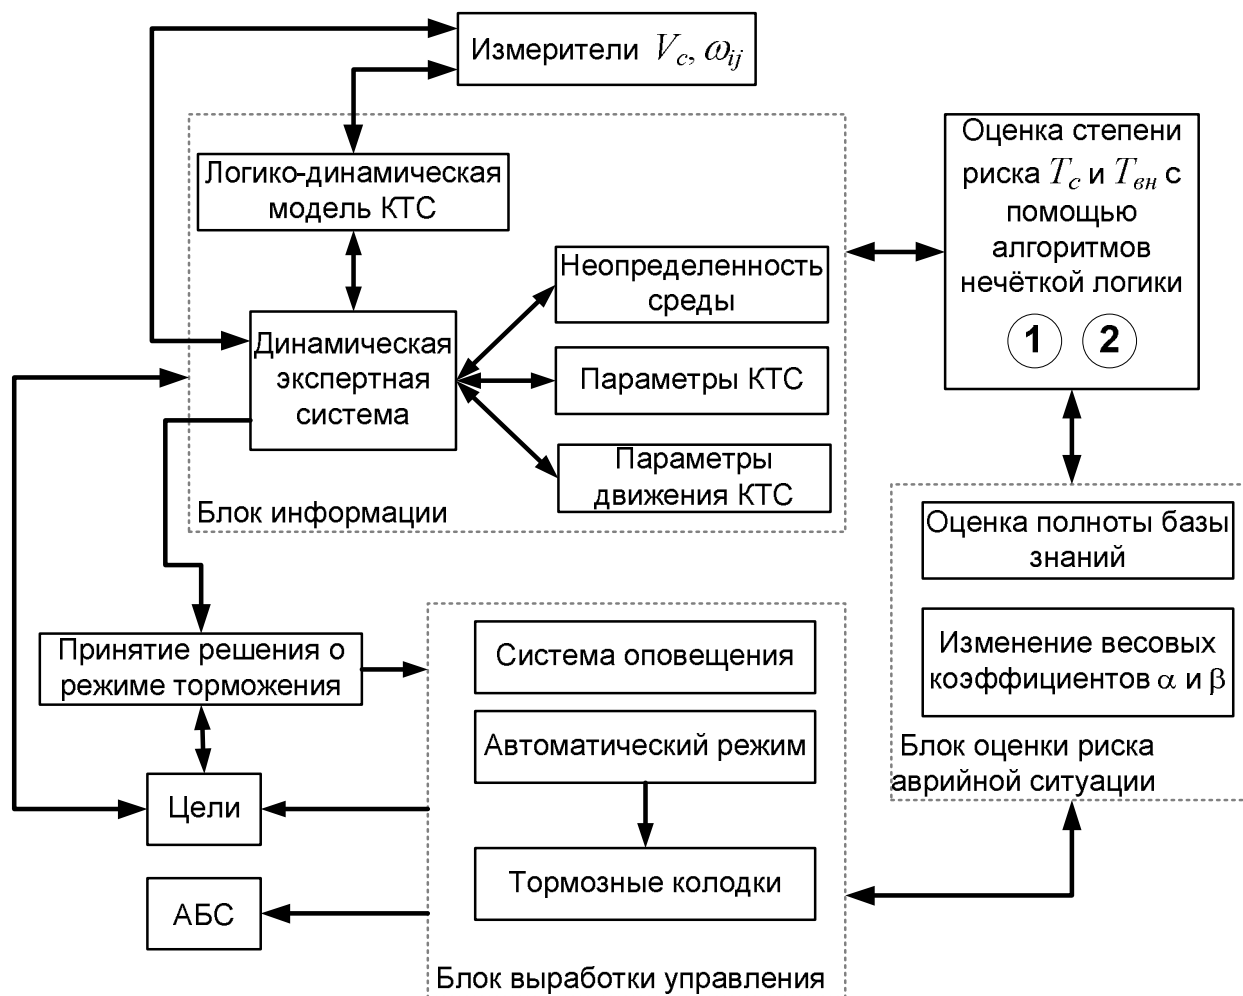 Измерители V_c, ω_ij
Логико-динамическая
модель КТС
Динамическая
экспертная
система
Неопределенность
среды
Параметры КТС
Параметры
движения КТС
Блок информации
Оценка степени
риска T_c и T_вн с
помощью
алгоритмов
нечёткой логики
1 2
Оценка полноты базы
знаний
Изменение весовых
коэффициентов α и β
Блок оценки риска
аврийной ситуации
Принятие решения о
режиме торможения
Цели
АБС
Система оповещения
Автоматический режим
Тормозные колодки
Блок выработки управления